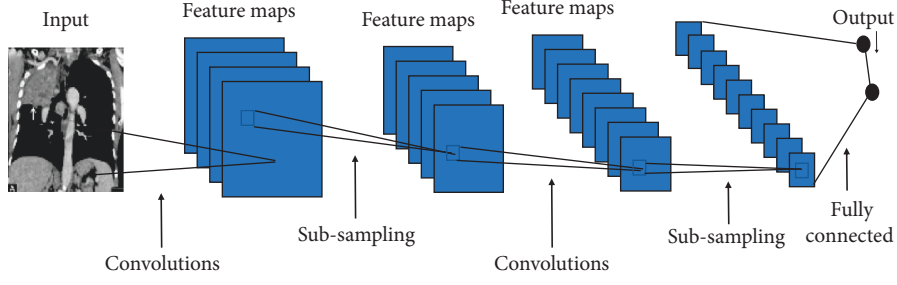 Input
Feature maps
Feature maps
Feature maps
Output
Convolutions
Sub-sampling
Convolutions
Sub-sampling
Fully
connected